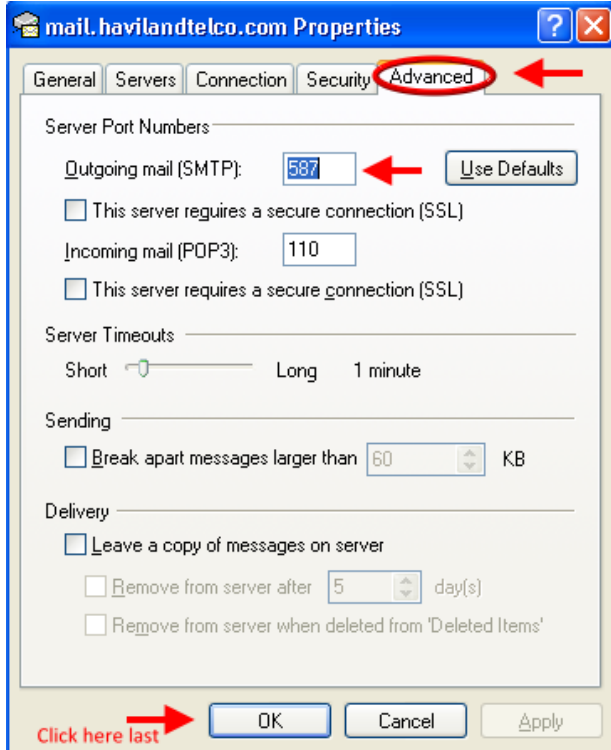 mail.havilandtelco.com Properties
General Servers Connection Security Advanced
Server Port Numbers
Outgoing mail (SMTP): 587 Use Defaults
This server requires a secure connection (SSL)
Incoming mail (POP3): 110
This server requires a secure connection (SSL)
Server Timeouts
Short Long 1 minute
Sending
Break apart messages larger than 60 KB
Delivery
Leave a copy of messages on server
Remove from server after 5 day(s)
Remove from server when deleted from 'Deleted Items'
Click here last OK Cancel Apply